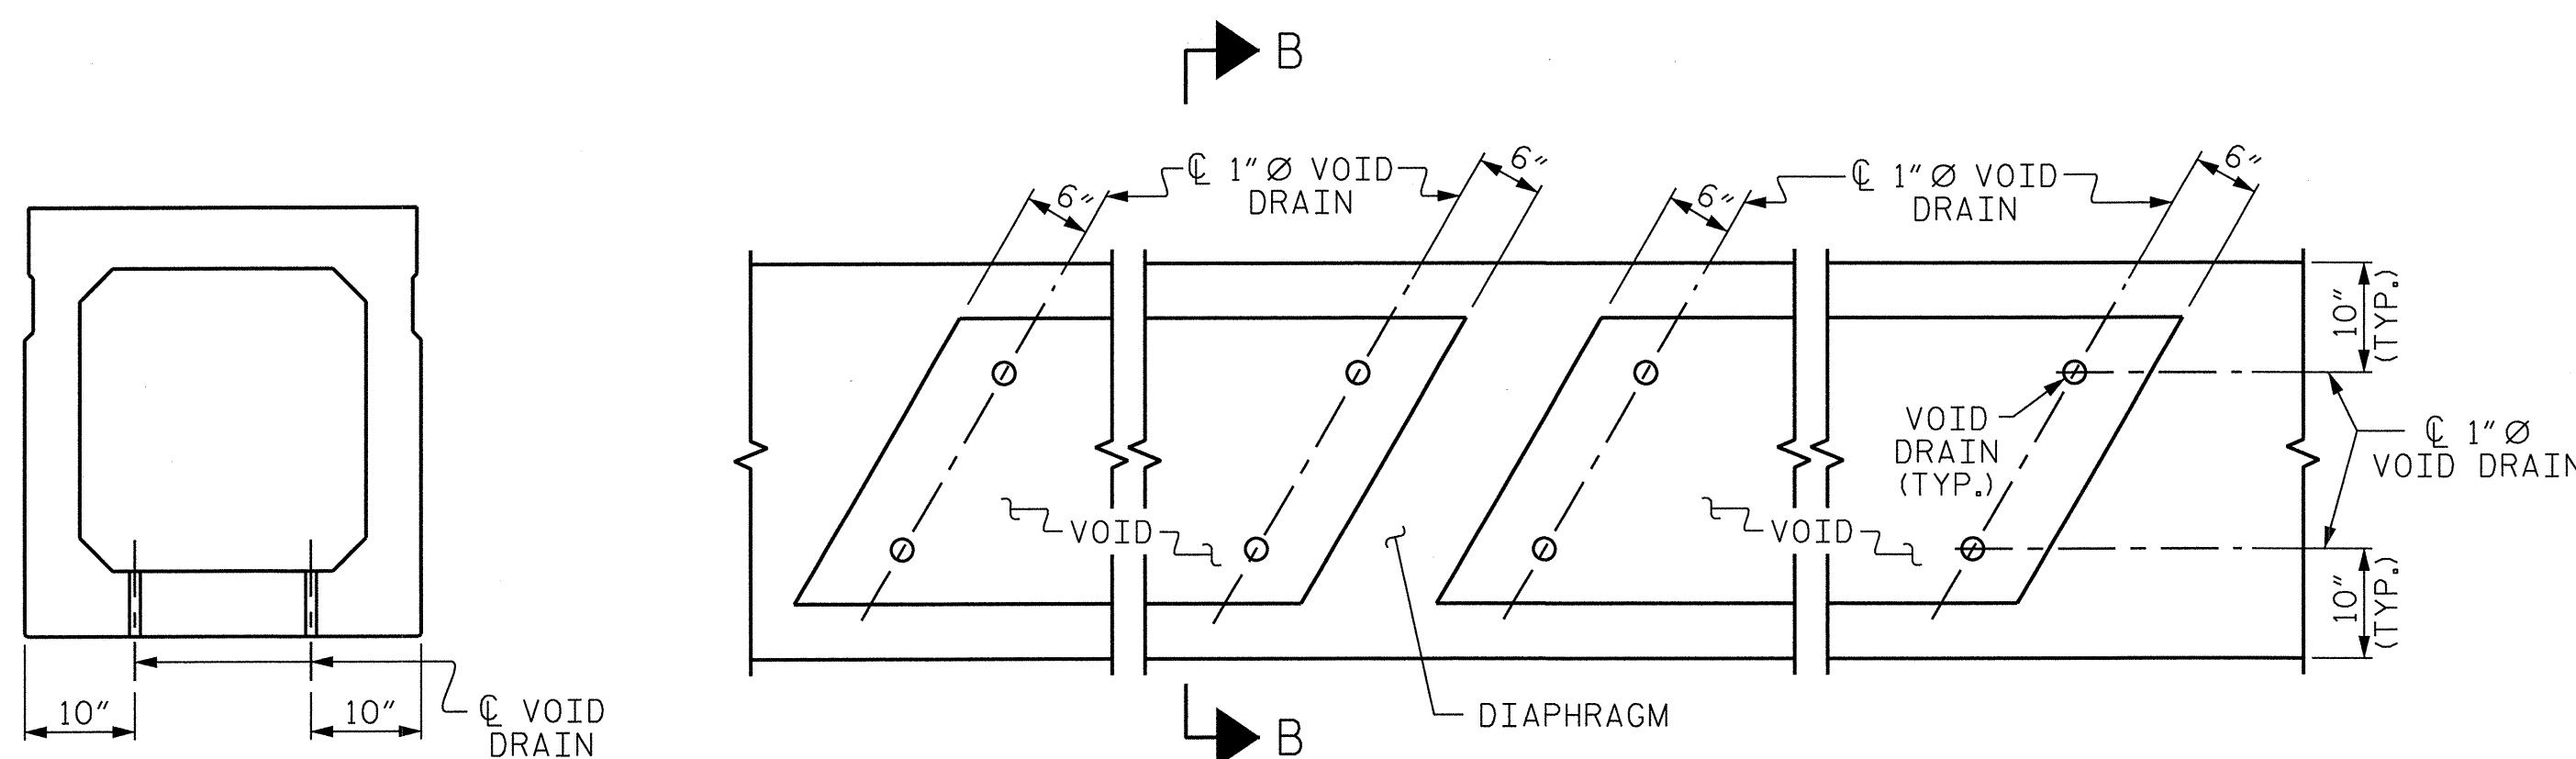 B
℄ 1"Ø VOID
DRAIN
℄ 1"Ø VOID
DRAIN
6"
6"
6"
6"
10"
(TYP.)
VOID
DRAIN
(TYP.)
℄ 1"Ø
VOID DRAIN
VOID
VOID
10"
(TYP.)
10"
10"
℄ VOID
DRAIN
DIAPHRAGM
B